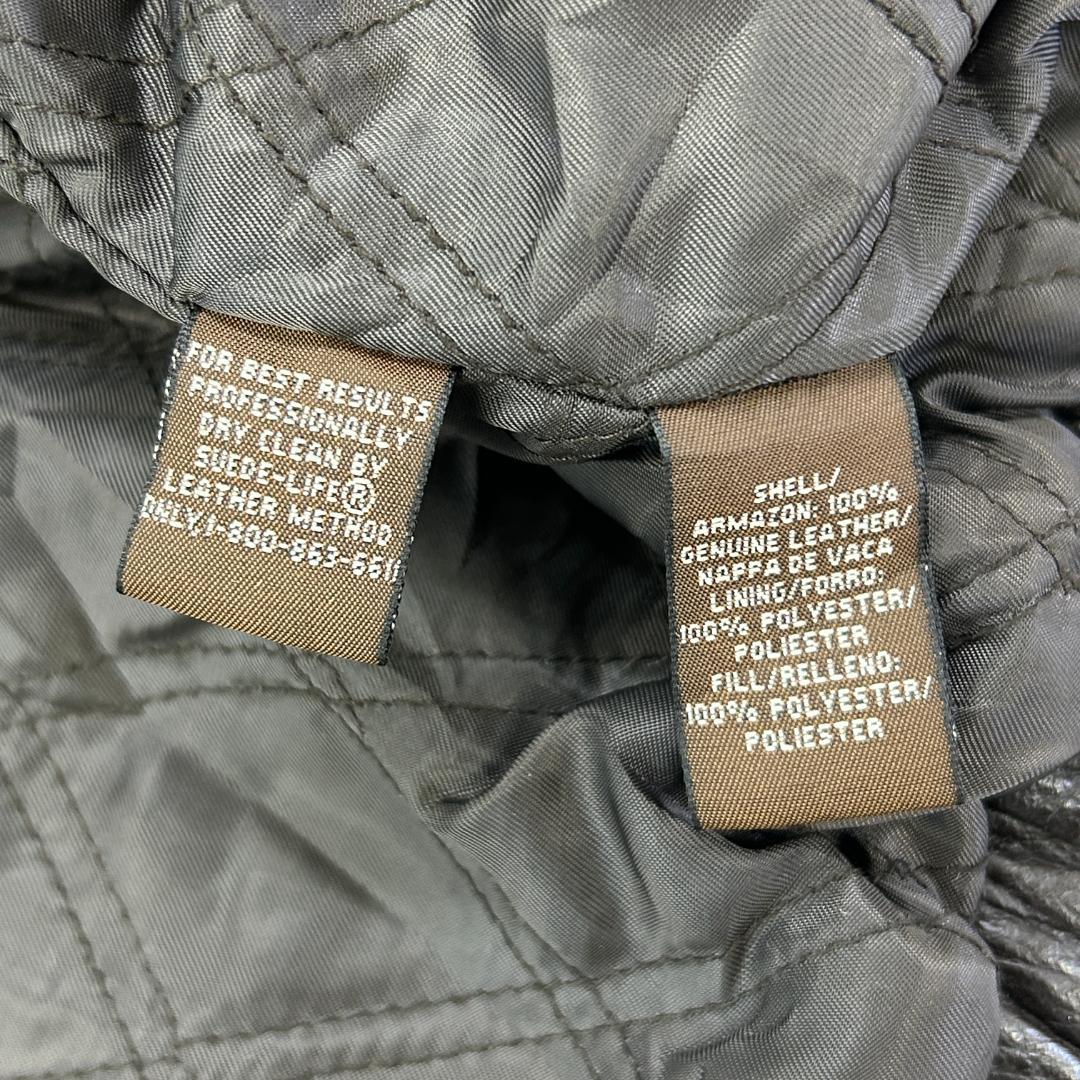 FOR BEST RESULTS
PROFESSIONALLY
DRY CLEAN BY
SUEDE-LIFE®
LEATHER METHOD
ONLY,1-800-863-661
SHELL/
ARMAZON: 100%
GENUINE LEATHER/
NAPPA DE VACA
LINING/FORRO:
100% POLYESTER/
POLIESTER
FILL/RELLENO:
100% POLYESTER/
POLIESTER